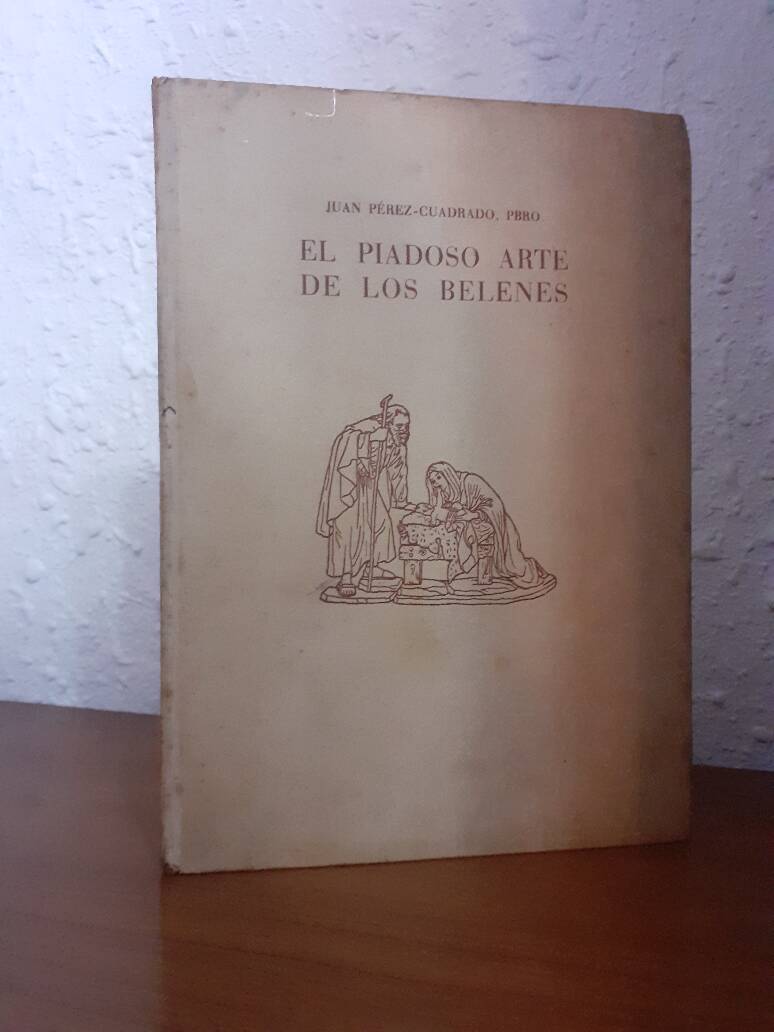 JUAN PÉREZ-CUADRADO, PBRO.
EL PIADOSO ARTE
DE LOS BELENES